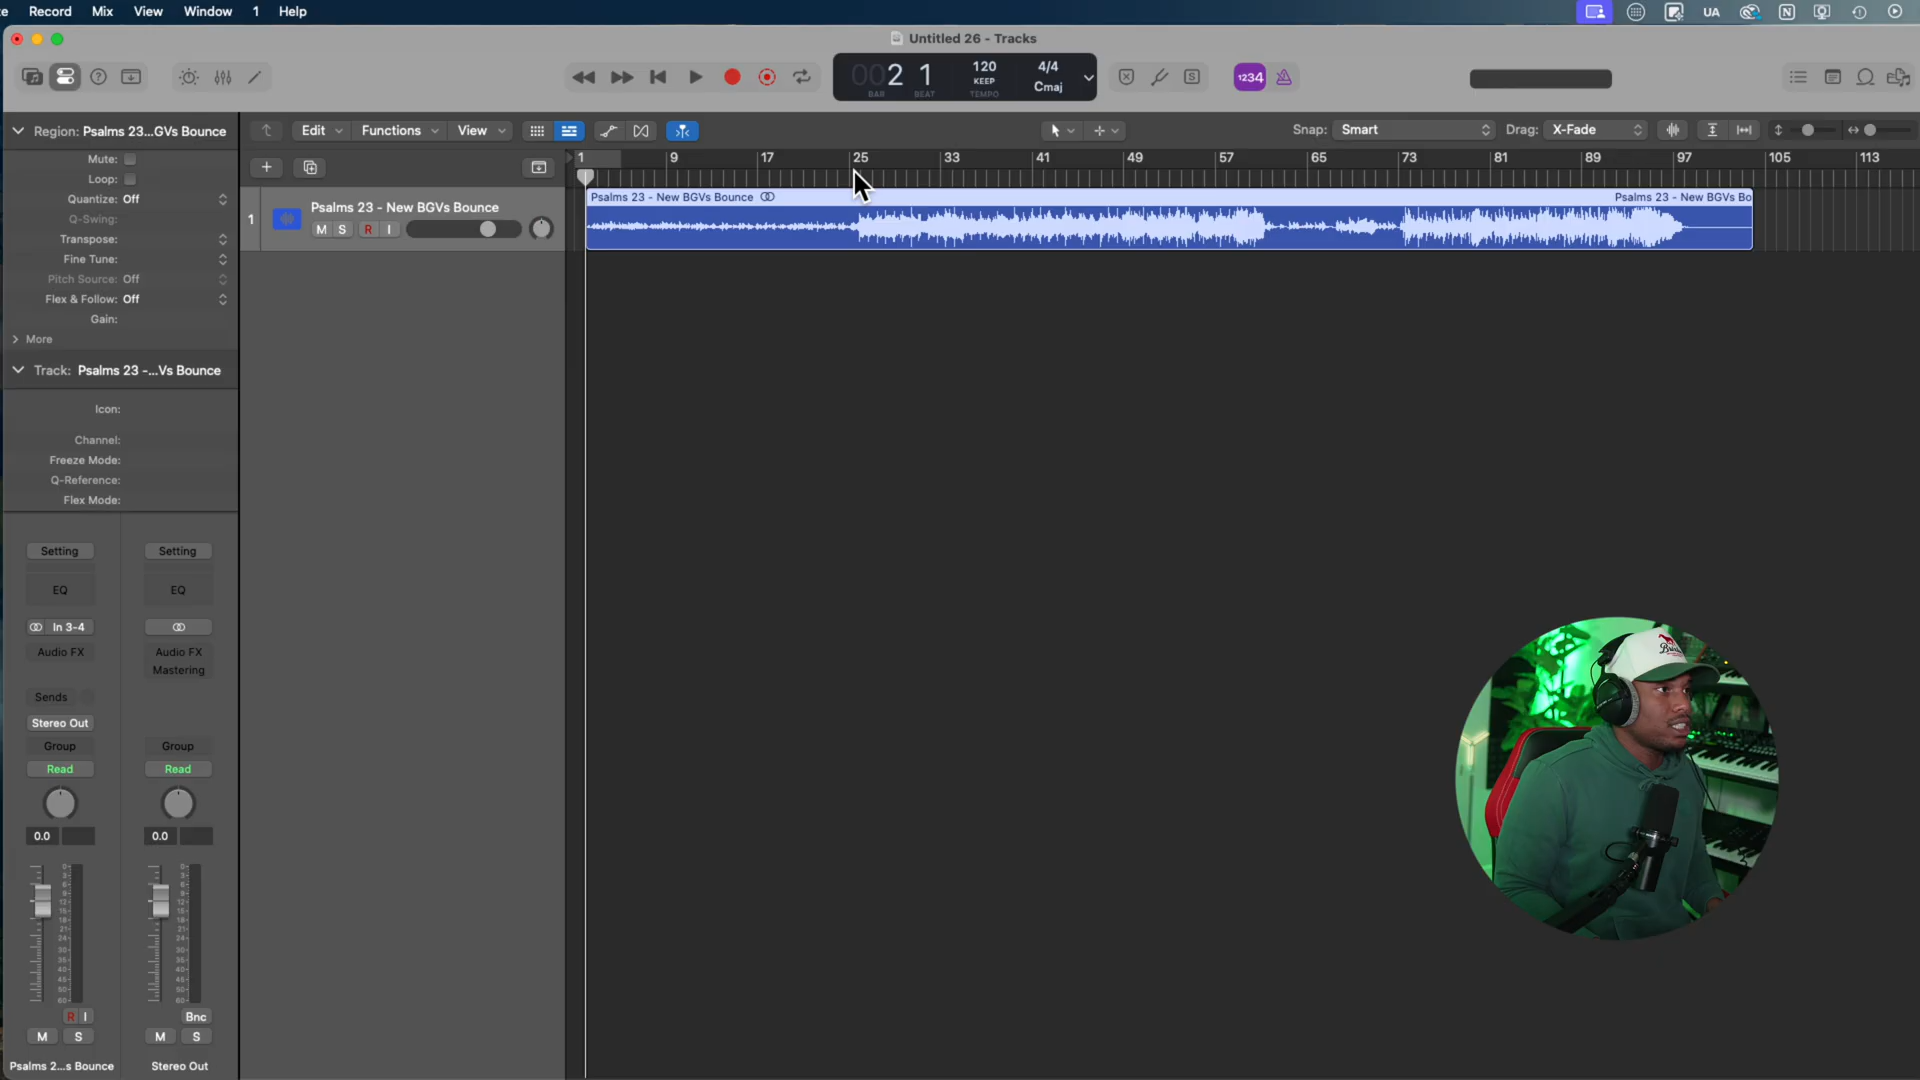 Record Mix View Window 1 Help
UA
Untitled 26 - Tracks
002 1
BAR BEAT
120
KEEP
TEMPO
4/4
Cmaj
1234
Region: Psalms 23...GVs Bounce
Edit Functions View
Snap: Smart Drag: X-Fade
1 9 17 25 33 41 49 57 65 73 81 89 97 105 113
Mute:
Loop:
Quantize: Off
Q-Swing:
Transpose:
Fine Tune:
Pitch Source: Off
Flex & Follow: Off
Gain:
More
1
Psalms 23 - New BGVs Bounce
M S R I
Psalms 23 - New BGVs Bounce
Psalms 23 - New BGVs Bo
Track: Psalms 23 -...Vs Bounce
Icon:
Channel:
Freeze Mode:
Q-Reference:
Flex Mode:
Setting Setting
EQ EQ
In 3-4
Audio FX Audio FX
Mastering
Sends
Stereo Out
Group Group
Read Read
0.0 0.0
R I Bnc
M S M S
Psalms 2...s Bounce Stereo Out